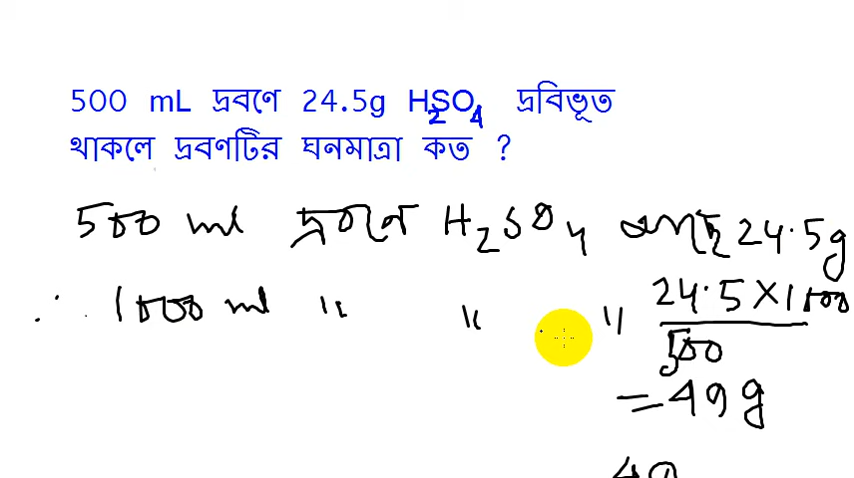 500 mL দ্রবণে 24.5g H2SO4 দ্রবিভূত
থাকলে দ্রবণটির ঘনমাত্রা কত ?
500 ml দ্রবণে H2SO4 আছে 24.5g
∴ 1000 ml " " " 24.5×1000
500
=49g
49